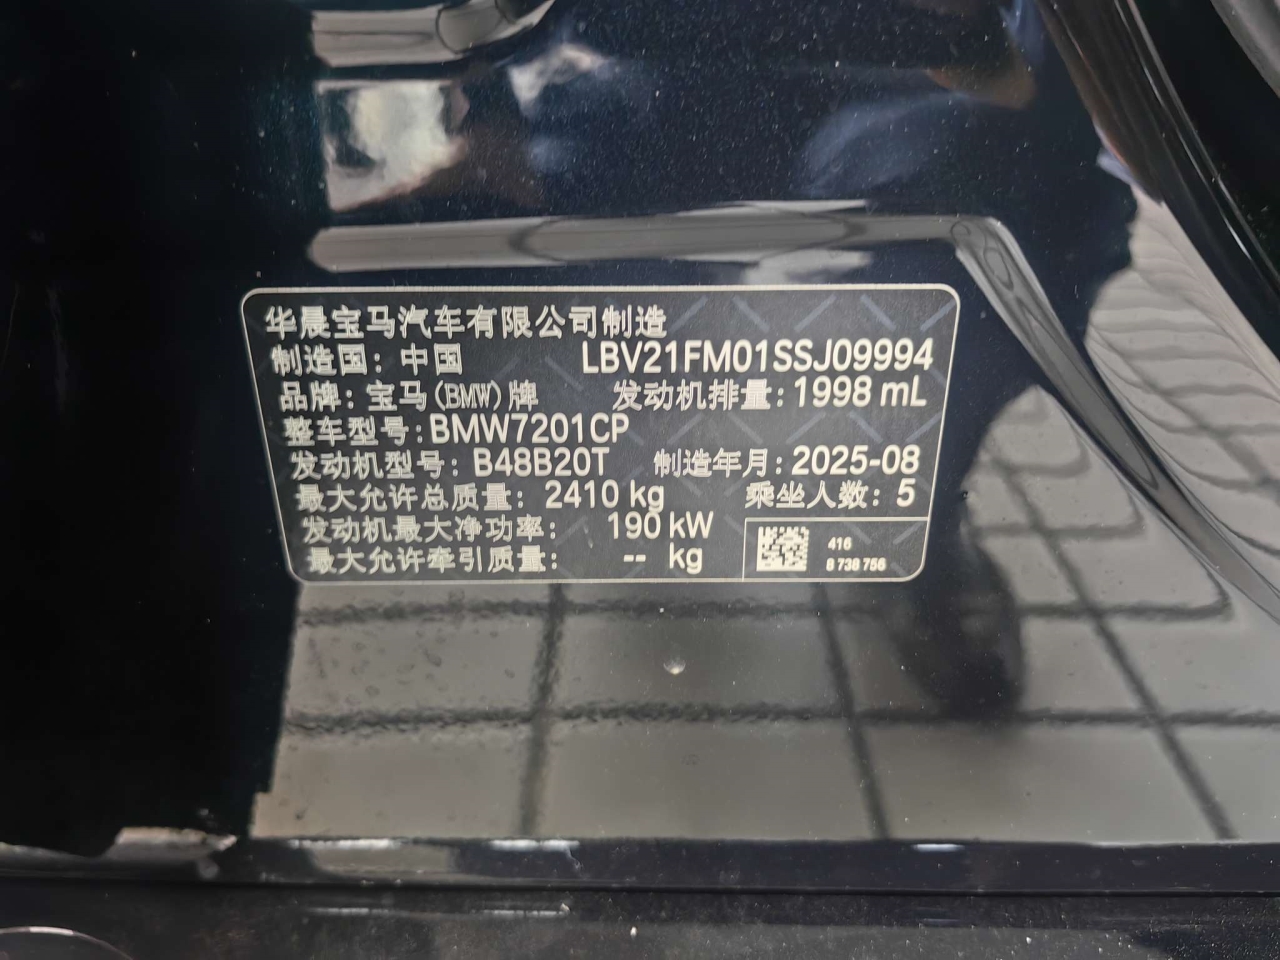 华晨宝马汽车有限公司制造
制造国：中国 LBV21FM01SSJ09994
品牌：宝马(BMW)牌 发动机排量：1998 mL
整车型号：BMW7201CP
发动机型号：B48B20T 制造年月：2025-08
最大允许总质量：2410 kg 乘坐人数：5
发动机最大净功率： 190 kW
最大允许牵引质量： -- kg
416
8 738 756